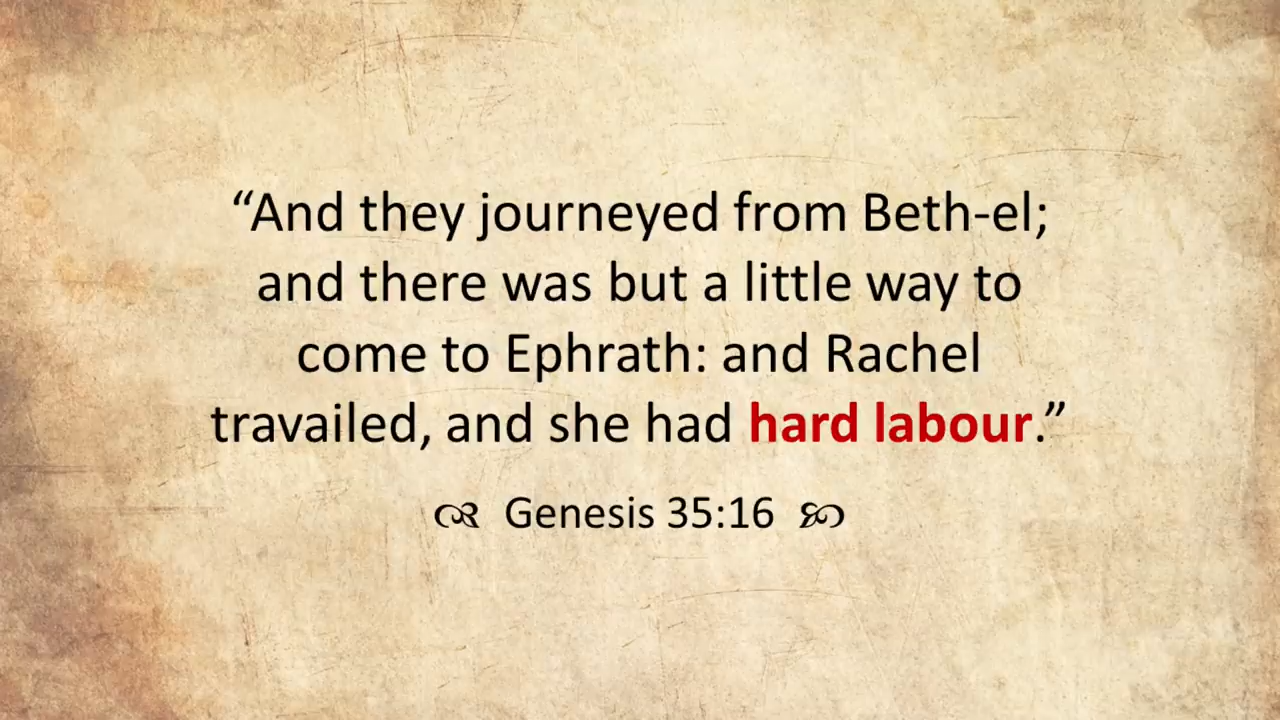 “And they journeyed from Beth-el;
and there was but a little way to
come to Ephrath: and Rachel
travailed, and she had hard labour.”
Genesis 35:16